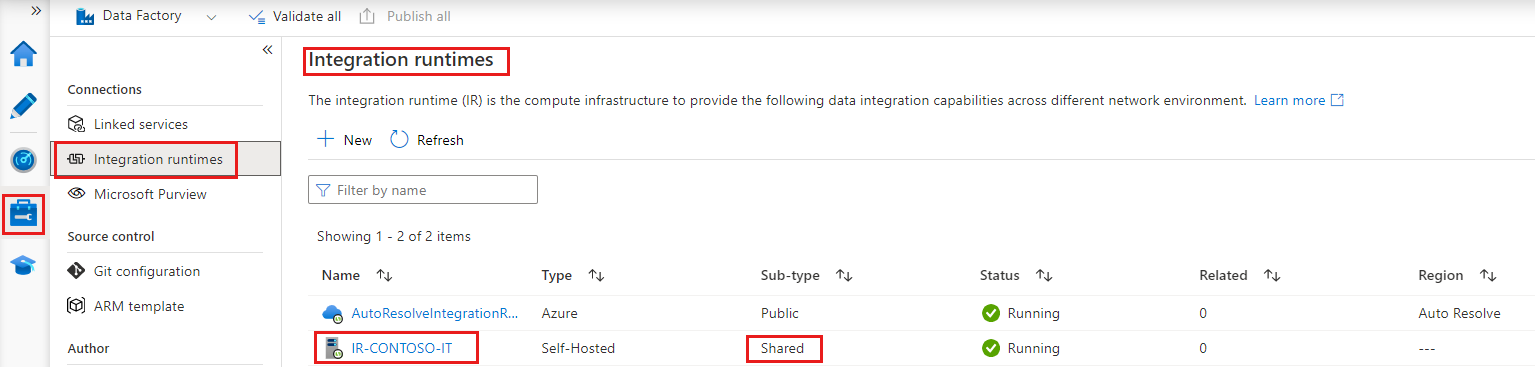 Data Factory
Validate all
Publish all
Connections
Linked services
Integration runtimes
Microsoft Purview
Source control
Git configuration
ARM template
Author
Integration runtimes
The integration runtime (IR) is the compute infrastructure to provide the following data integration capabilities across different network environment. Learn more
New Refresh
Filter by name
Showing 1 - 2 of 2 items
Name Type Sub-type Status Related Region
AutoResolveIntegrationR... Azure Public Running 0 Auto Resolve
IR-CONTOSO-IT Self-Hosted Shared Running 0 ---